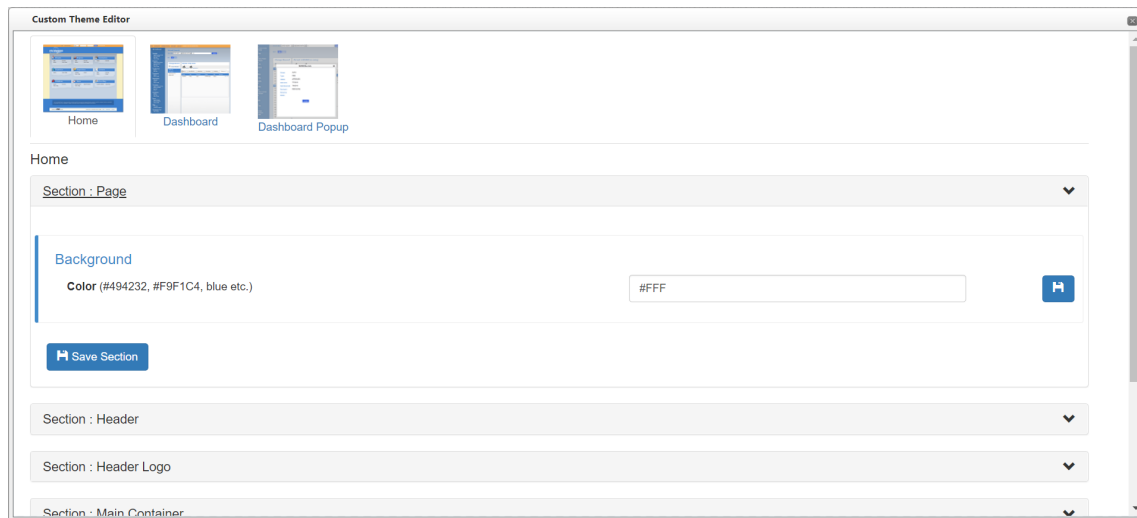 Custom Theme Editor
Home
Dashboard
Dashboard Popup
Home
Section : Page
Background
Color (#494232, #F9F1C4, blue etc.)
#FFF
Save Section
Section : Header
Section : Header Logo
Section : Main Container